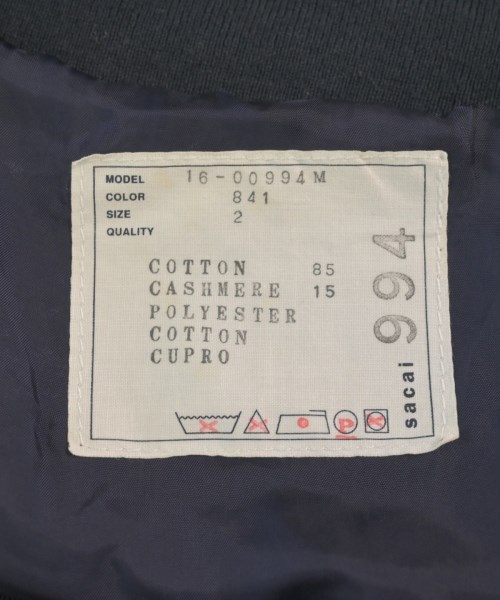 MODEL 16-00994M
COLOR 841
SIZE 2
QUALITY
COTTON 85
CASHMERE 15
POLYESTER
COTTON
CUPRO
P
994
sacai